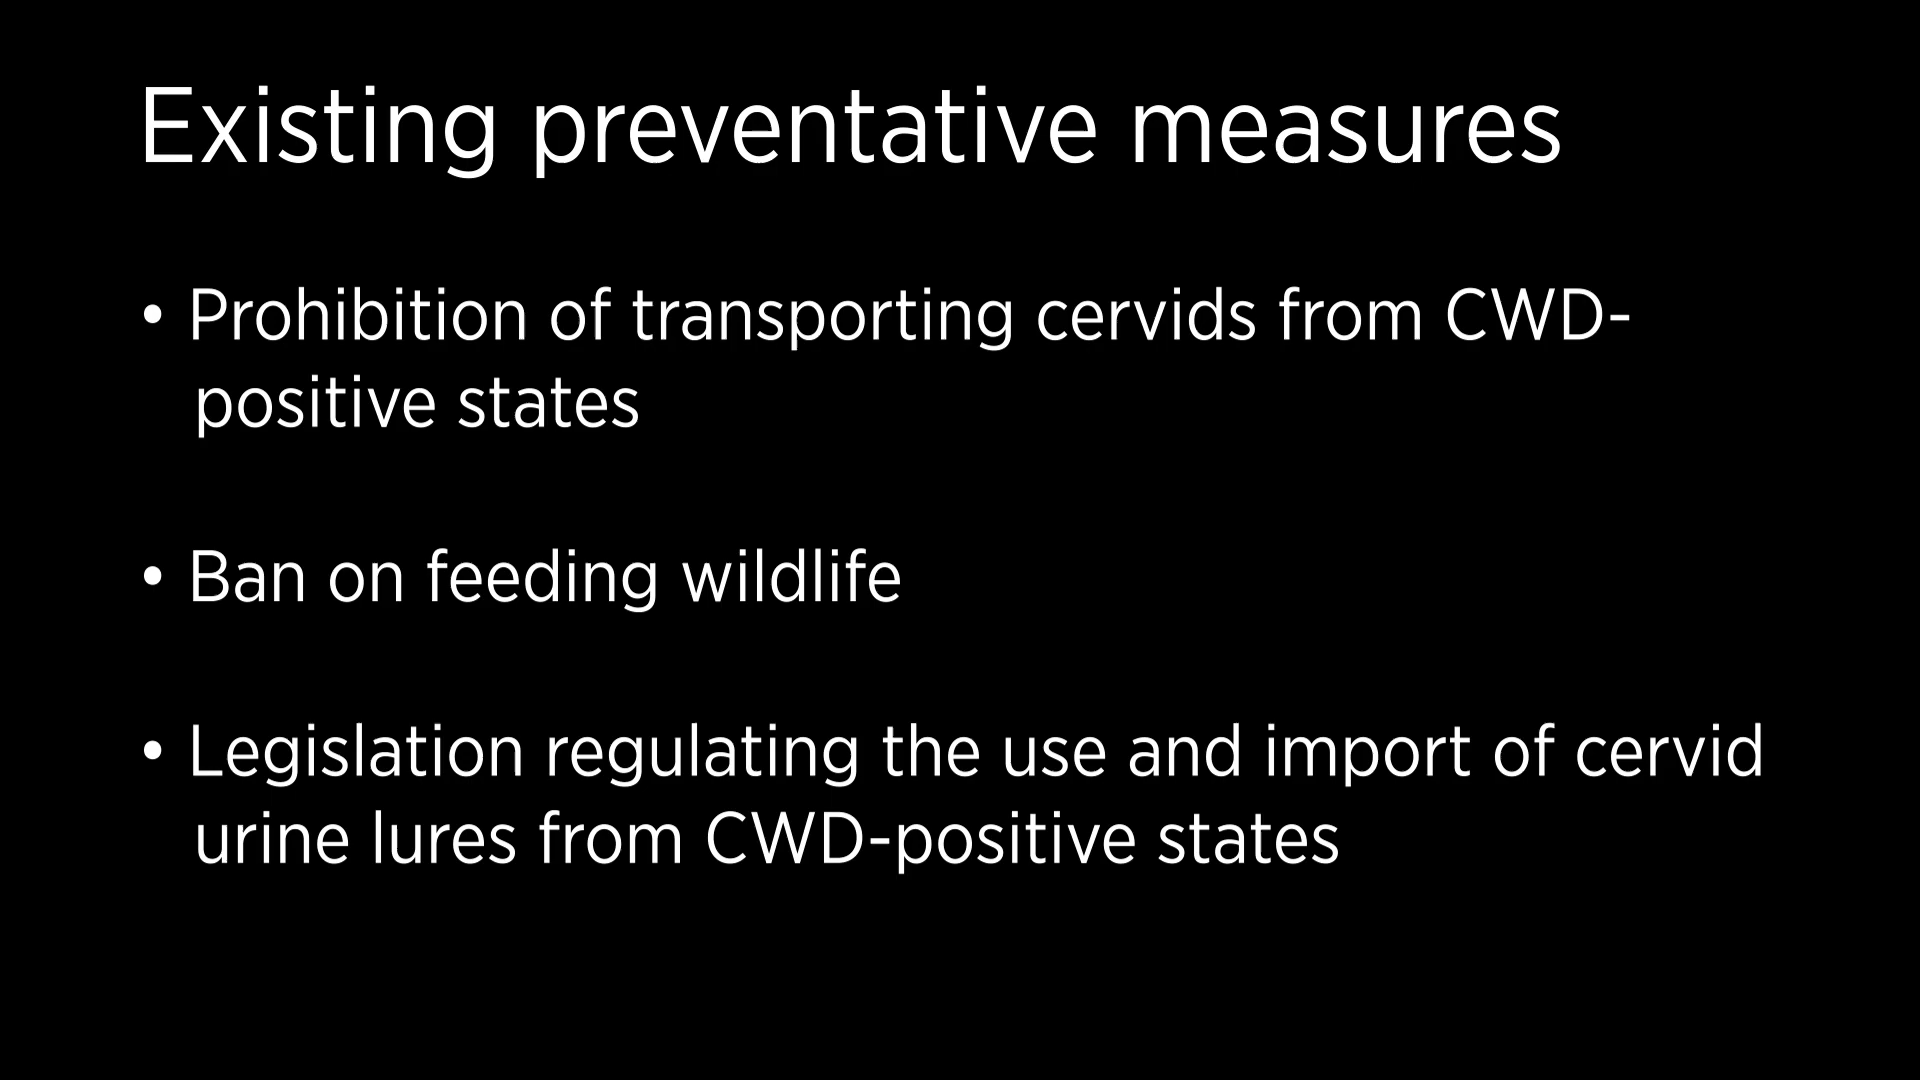 Existing preventative measures
• Prohibition of transporting cervids from CWD-
positive states
• Ban on feeding wildlife
• Legislation regulating the use and import of cervid
urine lures from CWD-positive states